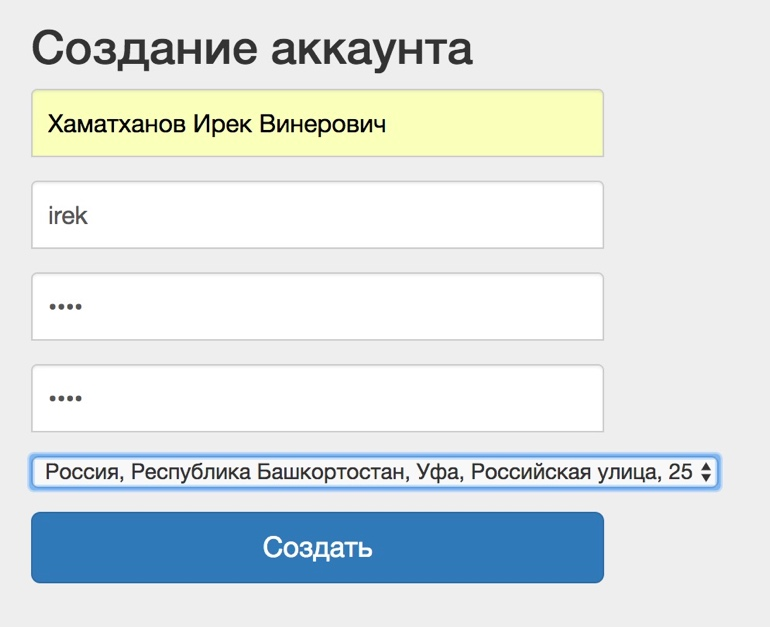 Создание аккаунта
Хаматханов Ирек Винерович
irek
••••
••••
Россия, Республика Башкортостан, Уфа, Российская улица, 25
Создать